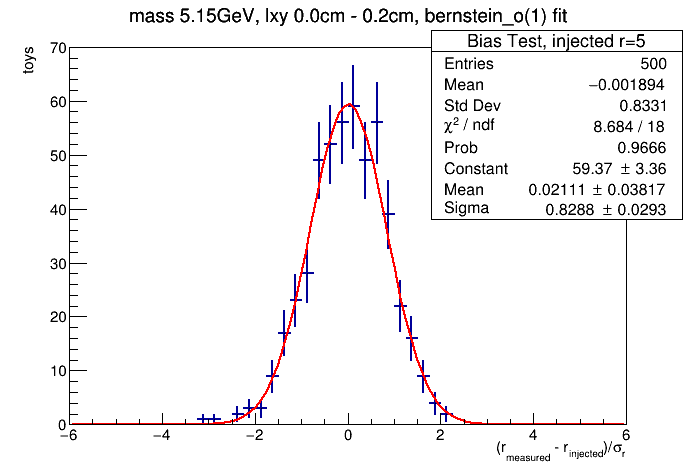 mass 5.15GeV, lxy 0.0cm - 0.2cm, bernstein_o(1) fit
toys
Bias Test, injected r=5
Entries 500
Mean −0.001894
Std Dev 0.8331
χ² / ndf 8.684 / 18
Prob 0.9666
Constant 59.37 ± 3.36
Mean 0.02111 ± 0.03817
Sigma 0.8288 ± 0.0293
70
60
50
40
30
20
10
0
−6 −4 −2 0 2 4 6
(r_measured - r_injected)/σ_r